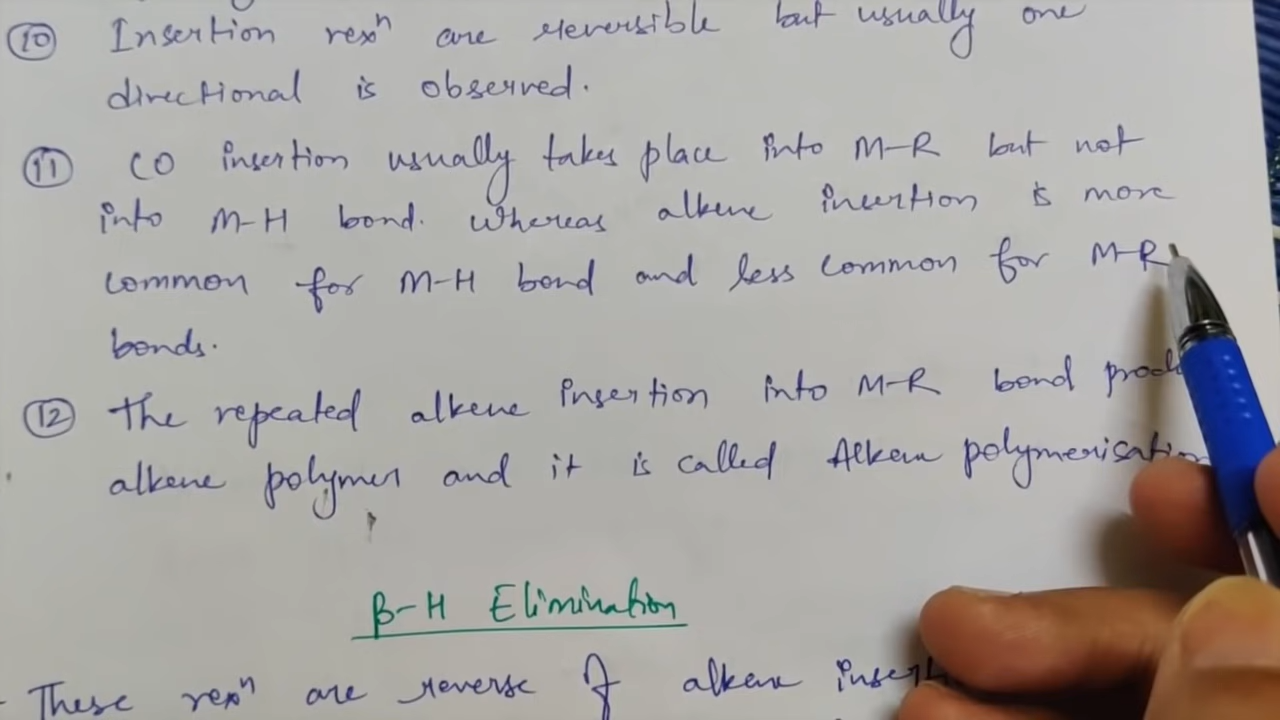 ⑩ Insertion rexⁿ are reversible but usually one
directional is observed.
⑪ CO insertion usually takes place into M-R but not
into M-H bond. Whereas alkene insertion is more
common for M-H bond and less common for M-R
bonds.
⑫ The repeated alkene insertion into M-R bond
alkene polymer and it is called Alkene polymerisation
β-H Elimination
These rexⁿ are reverse of alkene